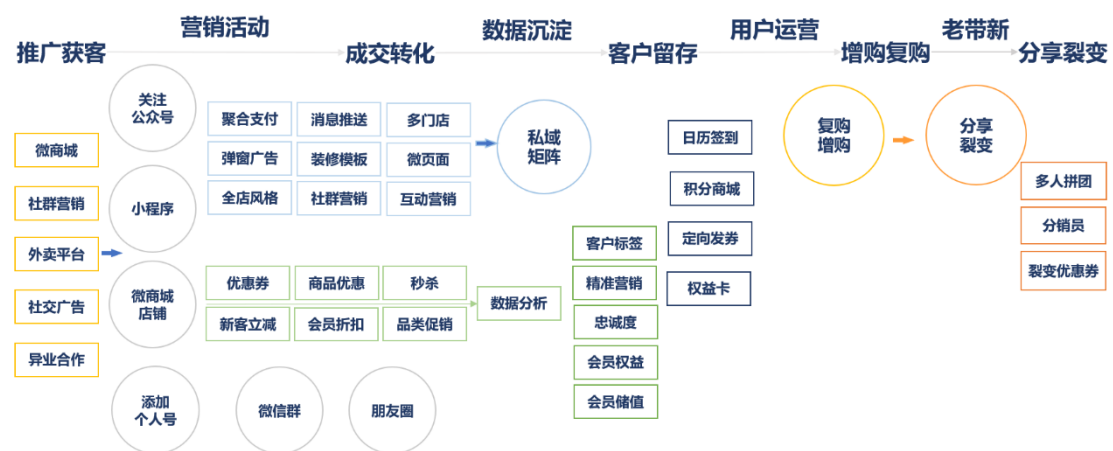 营销活动
数据沉淀
用户运营
老带新
推广获客
成交转化
客户留存
增购复购
分享裂变
关注
公众号
小程序
微商城
店铺
添加
个人号
微商城
社群营销
外卖平台
社交广告
异业合作
聚合支付
消息推送
多门店
弹窗广告
装修模板
微页面
全店风格
社群营销
互动营销
优惠券
商品优惠
秒杀
新客立减
会员折扣
品类促销
微信群
朋友圈
私域
矩阵
数据分析
客户标签
精准营销
忠诚度
会员权益
会员储值
日历签到
积分商城
定向发券
权益卡
复购
增购
分享
裂变
多人拼团
分销员
裂变优惠券